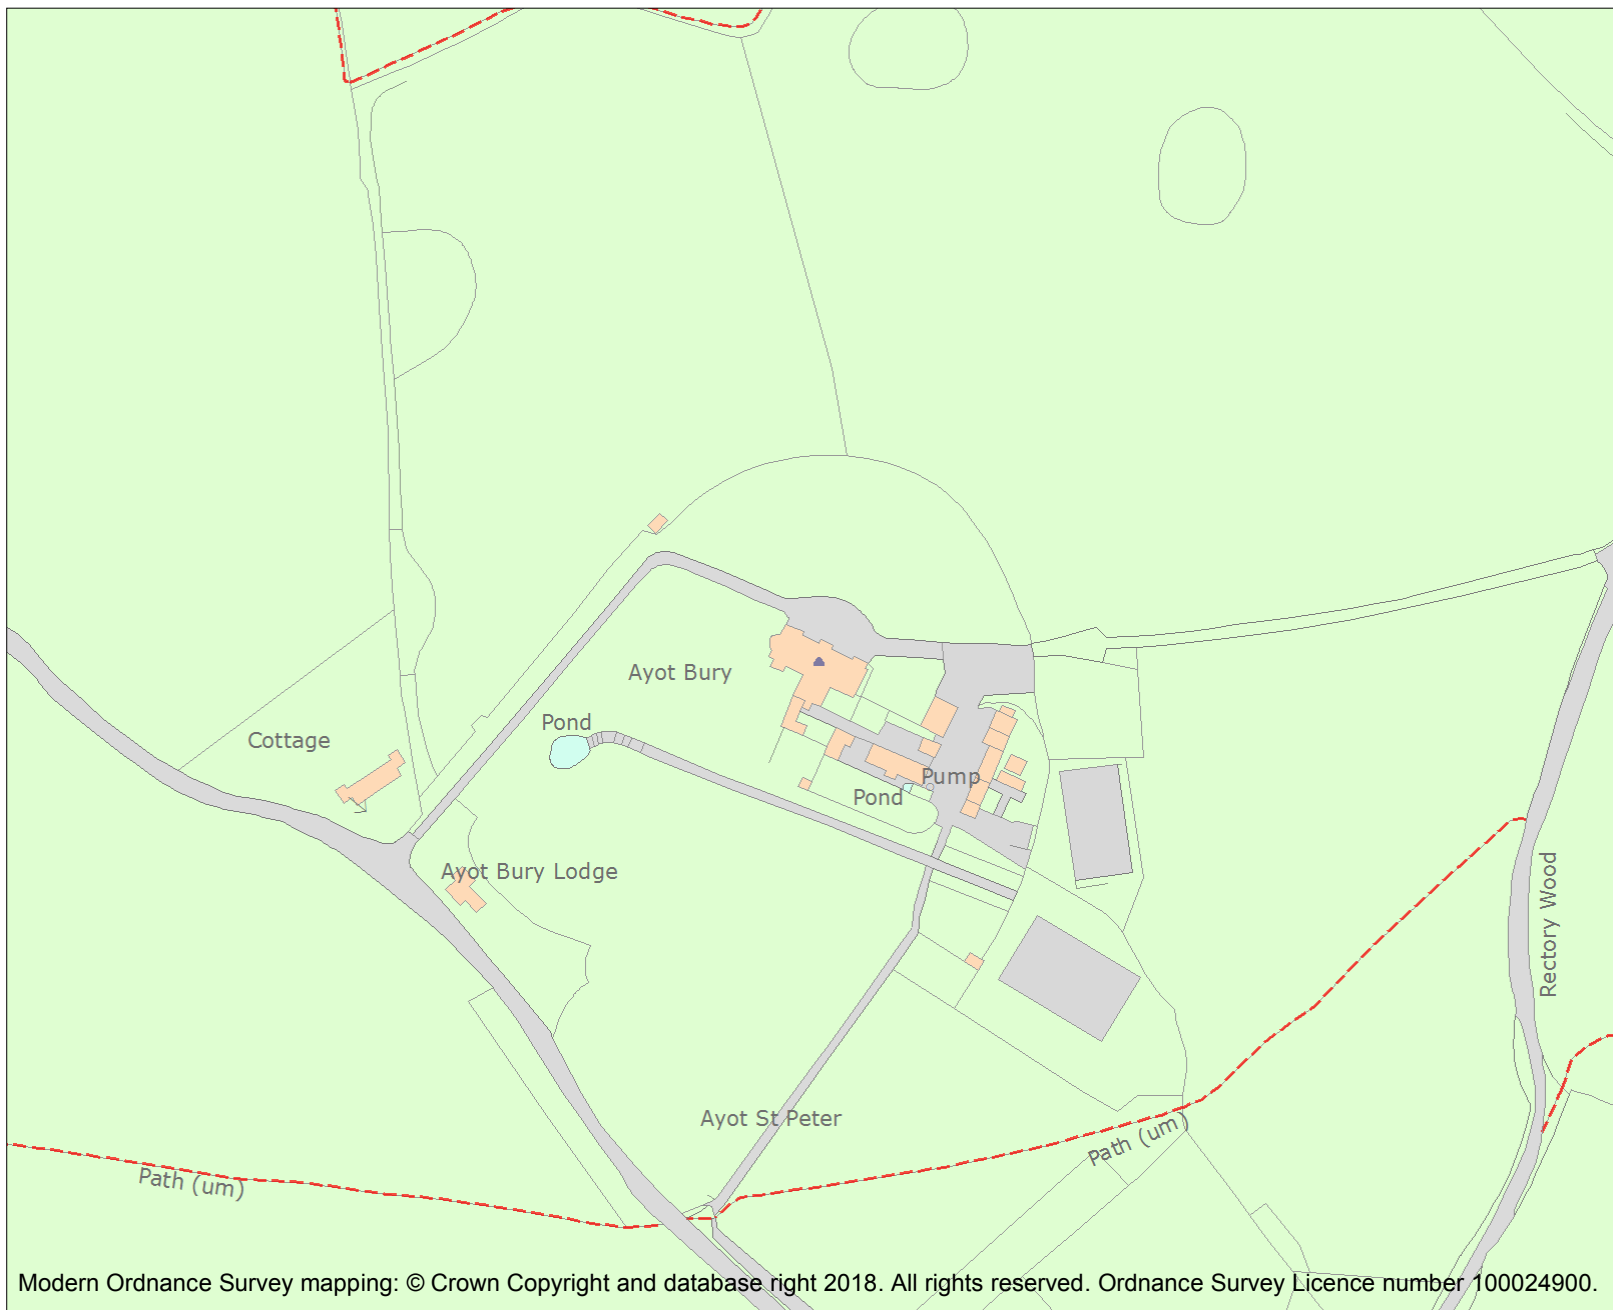 Ayot Bury
Pond
Cottage
Pump
Pond
Ayot Bury Lodge
Rectory Wood
Ayot St Peter
Path (um)
Path (um)
Modern Ordnance Survey mapping: © Crown Copyright and database right 2018. All rights reserved. Ordnance Survey Licence number 100024900.